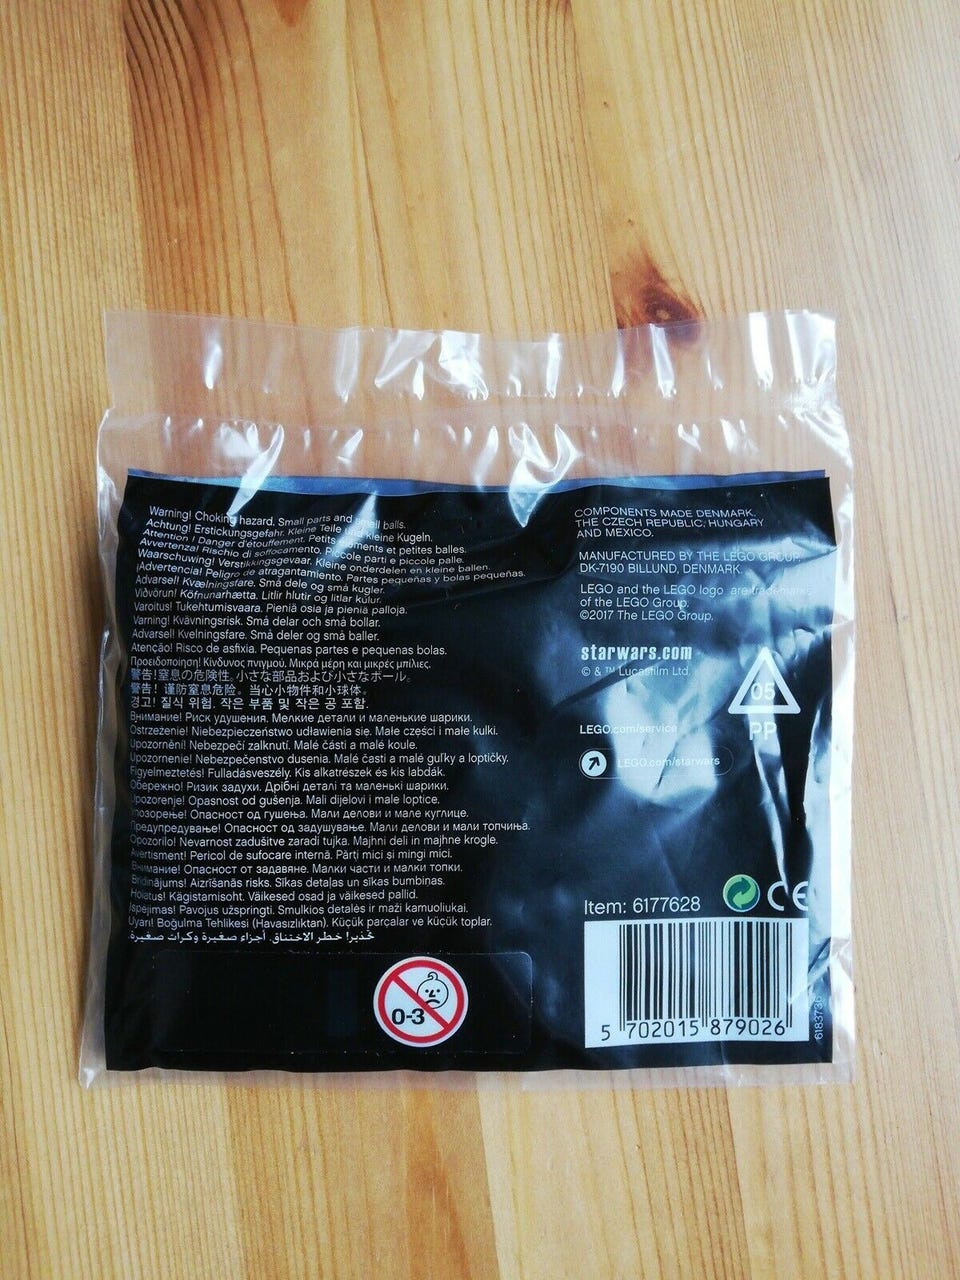 Warning! Choking hazard. Small parts and small balls.
Achtung! Erstickungsgefahr. Kleine Teile und kleine Kugeln.
Attention ! Danger d'étouffement. Petits éléments et petites balles.
Avvertenza! Rischio di soffocamento. Piccole parti e piccole palle.
Waarschuwing! Verstikkingsgevaar. Kleine onderdelen en kleine ballen.
¡Advertencia! Peligro de atragantamiento. Partes pequeñas y bolas pequeñas.
Advarsel! Kvælningsfare. Små dele og små kugler.
Viðvörun! Köfnunarhætta. Litlir hlutir og litlar kúlur.
Varoitus! Tukehtumisvaara. Pieniä osia ja pieniä palloja.
Varning! Kvävningsrisk. Små delar och små bollar.
Advarsel! Kvelningsfare. Små deler og små baller.
Atenção! Risco de asfixia. Pequenas partes e pequenas bolas.
Προειδοποίηση! Κίνδυνος πνιγμού. Μικρά μέρη και μικρές μπίλιες.
警告!窒息の危険性。小さな部品および小さなボール。
警告！谨防窒息危险。当心小物件和小球体。
경고! 질식 위험. 작은 부품 및 작은 공 포함.
Внимание! Риск удушения. Мелкие детали и маленькие шарики.
Ostrzeżenie! Niebezpieczeństwo udławienia się. Małe części i małe kulki.
Upozornění! Nebezpečí zalknutí. Malé části a malé koule.
Upozornenie! Nebezpečenstvo dusenia. Malé časti a malé guľky a loptičky.
Figyelmeztetés! Fulladásveszély. Kis alkatrészek és kis labdák.
Обережно! Ризик задухи. Дрібні деталі та маленькі шарики.
Upozorenje! Opasnost od gušenja. Mali dijelovi i male loptice.
Упозорење! Опасност од гушења. Мали делови и мале куглице.
Предупредување! Опасност од задушување. Мали делови и мали топчиња.
Opozorilo! Nevarnost zadušitve zaradi tujka. Majhni deli in majhne krogle.
Avertisment! Pericol de sufocare internă. Părți mici și mingi mici.
Внимание! Опасност от задавяне. Малки части и малки топки.
Brīdinājums! Aizrīšanās risks. Sīkas detaļas un sīkas bumbiņas.
Hoiatus! Kägistamisoht. Väikesed osad ja väikesed pallid.
Įspėjimas! Pavojus užspringti. Smulkios detalės ir maži kamuoliukai.
Uyarı! Boğulma Tehlikesi (Havasızlıktan). Küçük parçalar ve küçük toplar.
تحذير! خطر الاختناق. أجزاء صغيرة وكرات صغيرة.
0-3
COMPONENTS MADE DENMARK,
THE CZECH REPUBLIC, HUNGARY
AND MEXICO.
MANUFACTURED BY THE LEGO GROUP,
DK-7190 BILLUND, DENMARK.
LEGO and the LEGO logo are trademarks
of the LEGO Group.
©2017 The LEGO Group.
starwars.com
© & ™ Lucasfilm Ltd.
05
PP
LEGO.com/service
LEGO.com/starwars
Item: 6177628
CE
5 702015 879026
6183736